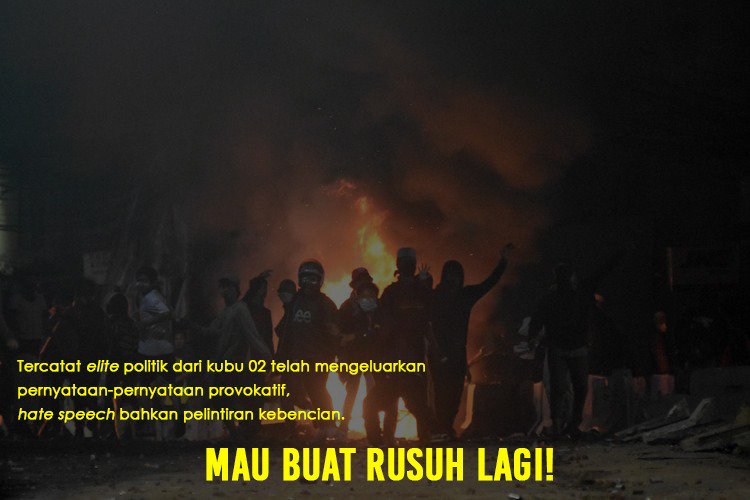 Tercatat elite politik dari kubu 02 telah mengeluarkan
pernyataan-pernyataan provokatif,
hate speech bahkan pelintiran kebencian.
MAU BUAT RUSUH LAGI!